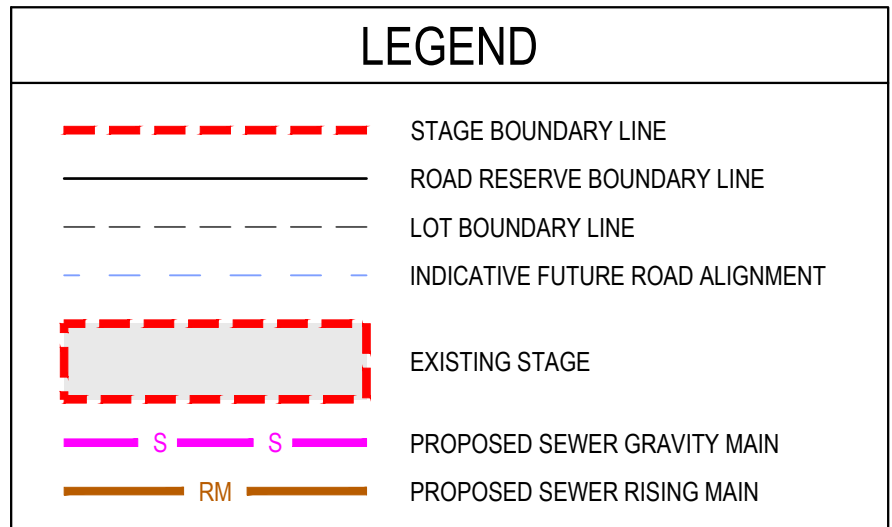 LEGEND
STAGE BOUNDARY LINE
ROAD RESERVE BOUNDARY LINE
LOT BOUNDARY LINE
INDICATIVE FUTURE ROAD ALIGNMENT
EXISTING STAGE
S S PROPOSED SEWER GRAVITY MAIN
RM PROPOSED SEWER RISING MAIN